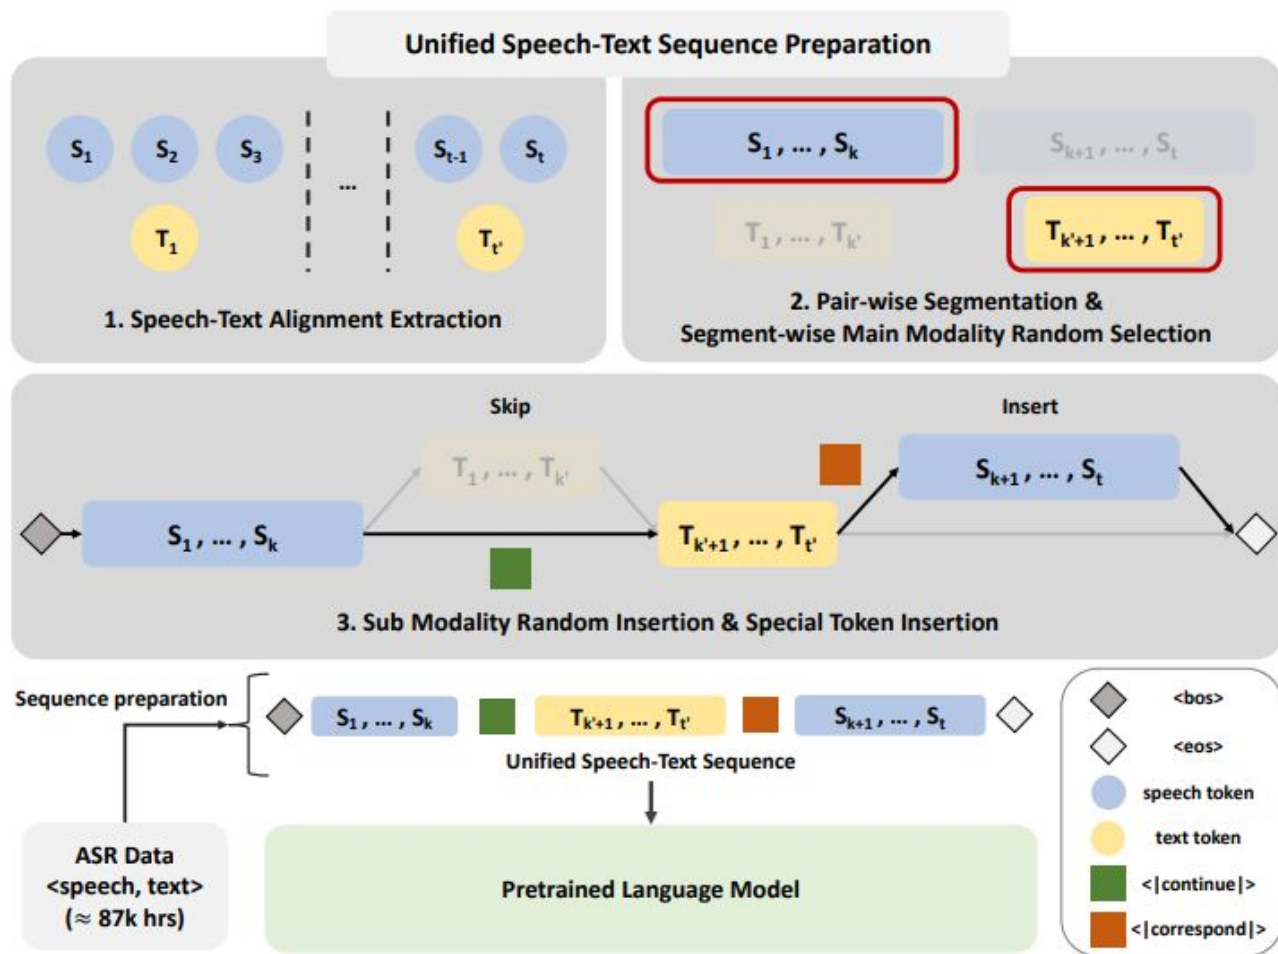 Unified Speech-Text Sequence Preparation
S₁ S₂ S₃ ... Sₜ₋₁ Sₜ
T₁ Tₜ'
1. Speech-Text Alignment Extraction
S₁ , ... , Sₖ Sₖ₊₁ , ... , Sₜ
T₁ , ... , Tₖ' Tₖ'₊₁ , ... , Tₜ'
2. Pair-wise Segmentation &
Segment-wise Main Modality Random Selection
Skip Insert
T₁ , ... , Tₖ' Sₖ₊₁ , ... , Sₜ
S₁ , ... , Sₖ Tₖ'₊₁ , ... , Tₜ'
3. Sub Modality Random Insertion & Special Token Insertion
Sequence preparation
S₁ , ... , Sₖ Tₖ'₊₁ , ... , Tₜ' Sₖ₊₁ , ... , Sₜ
Unified Speech-Text Sequence
ASR Data
<speech, text>
(≈ 87k hrs)
Pretrained Language Model
<bos>
<eos>
speech token
text token
<|continue|>
<|correspond|>